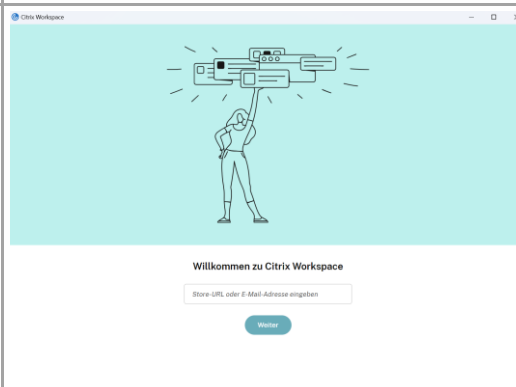 Citrix Workspace
Willkommen zu Citrix Workspace
Store-URL oder E-Mail-Adresse eingeben
Weiter